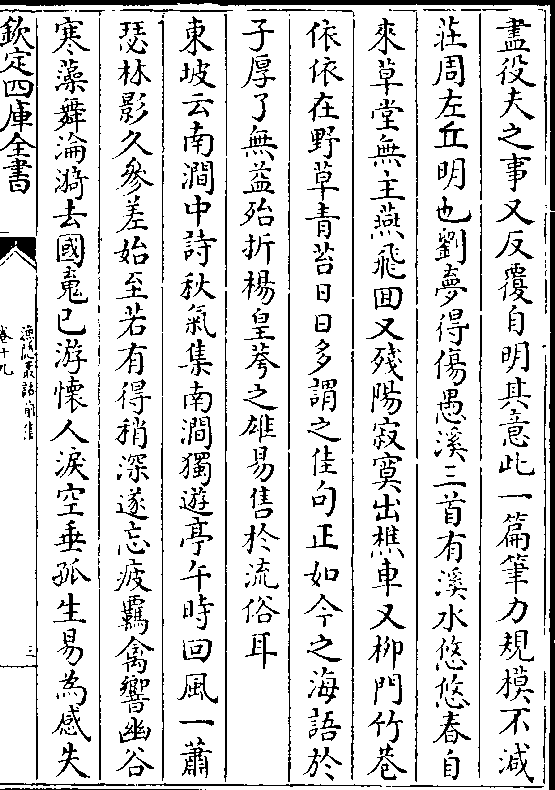 盡役夫之事又反覆自明其意此一篇筆力規模不減
莊周左丘明也劉夢得傷愚溪三首有溪水悠悠春自
來草堂無主燕飛回又殘陽寂寞出樵車又柳門竹巷
依依在野草青苔日日多謂之佳句正如今之海語於
子厚了無益殆折楊皇荂之雄易售於流俗耳
東坡云南澗中詩秋氣集南澗獨遊亭午時回風一蕭
瑟林影久參差始至若有得稍深遂忘疲羈禽響幽谷
寒藻舞淪漪去國䰟已游懷人淚空垂孤生易為感失
欽定四庫全書
漁隠叢話前集
卷十九
三